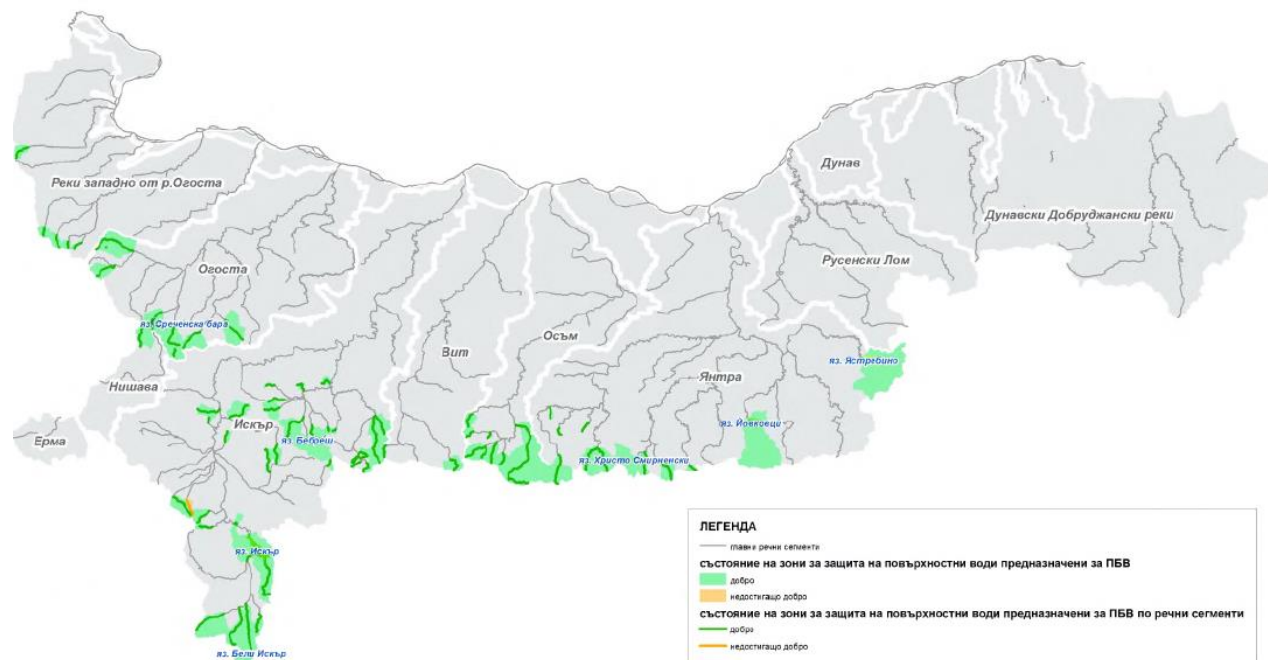 Дунав
Реки западно от р.Огоста
Дунавски Добруджански реки
Русенски Лом
Огоста
яз. Среченска бара
Осъм
Вит
яз. Ястребино
Янтра
Нишава
Искър
яз. Йовковци
Ерма
яз. Бебреш
яз. Христо Смирненски
яз. Искър
яз. Бели Искър
ЛЕГЕНДА
главни речни сегменти
състояние на зони за защита на повърхностни води предназначени за ПБВ
добро
недостигащо добро
състояние на зони за защита на повърхностни води предназначени за ПБВ по речни сегменти
добро
недостигащо добро